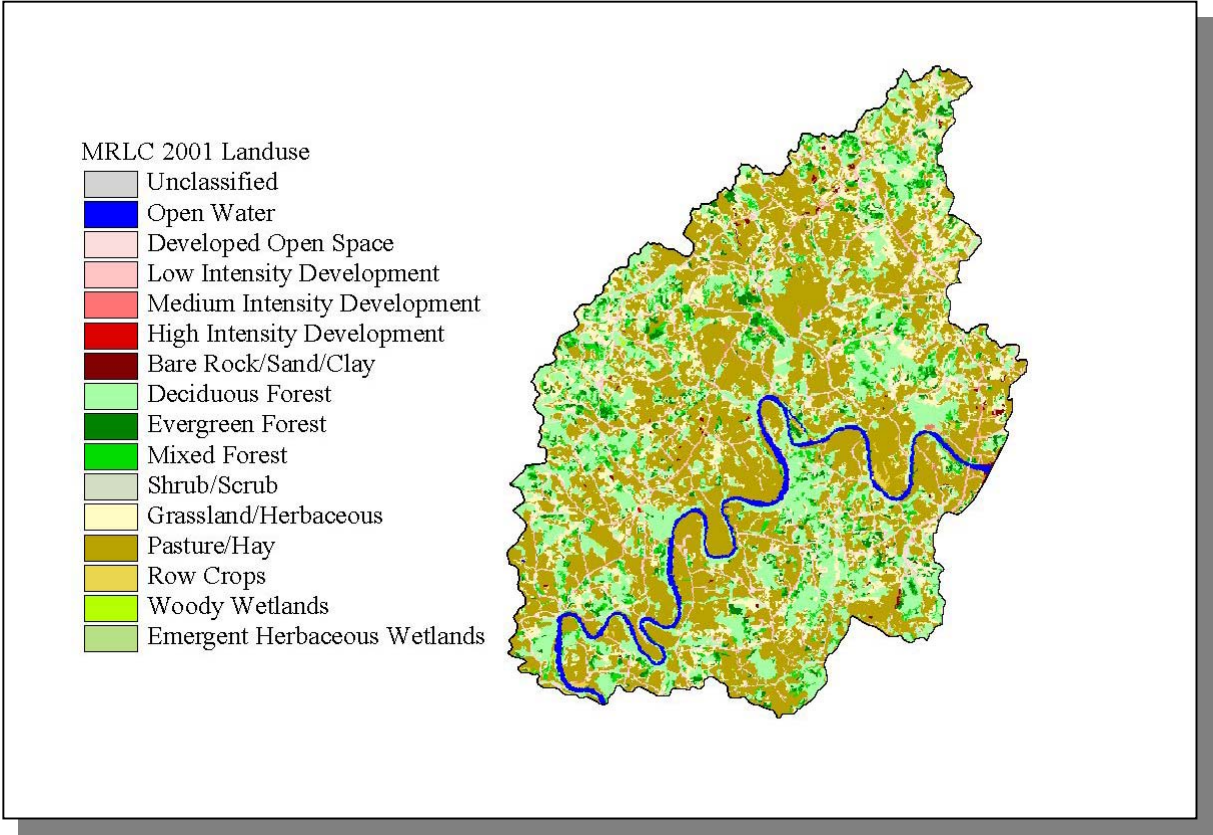 MRLC 2001 Landuse
Unclassified
Open Water
Developed Open Space
Low Intensity Development
Medium Intensity Development
High Intensity Development
Bare Rock/Sand/Clay
Deciduous Forest
Evergreen Forest
Mixed Forest
Shrub/Scrub
Grassland/Herbaceous
Pasture/Hay
Row Crops
Woody Wetlands
Emergent Herbaceous Wetlands